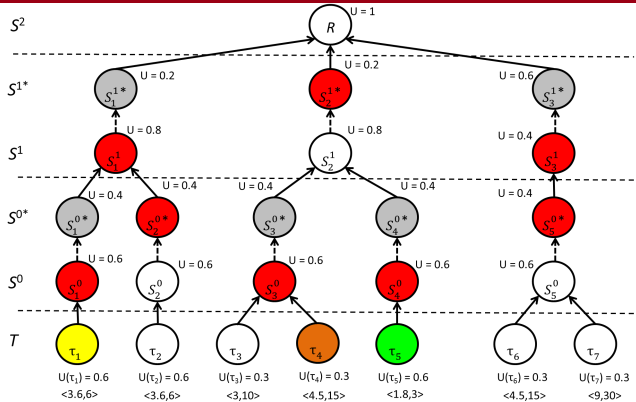 S² R U = 1
S¹* U = 0.2 U = 0.2 U = 0.6
S₁¹* S₂¹* S₃¹*
U = 0.8 U = 0.8 U = 0.4
S¹ S₁¹ S₂¹ S₃¹
U = 0.4 U = 0.4 U = 0.4 U = 0.4 U = 0.4
S⁰* S₁⁰* S₂⁰* S₃⁰* S₄⁰* S₅⁰*
U = 0.6 U = 0.6 U = 0.6 U = 0.6 U = 0.6
S⁰ S₁⁰ S₂⁰ S₃⁰ S₄⁰ S₅⁰
T τ₁ τ₂ τ₃ τ₄ τ₅ τ₆ τ₇
U(τ₁) = 0.6 U(τ₂) = 0.6 U(τ₃) = 0.3 U(τ₄) = 0.3 U(τ₅) = 0.6 U(τ₆) = 0.3 U(τ₇) = 0.3
<3.6,6> <3.6,6> <3,10> <4.5,15> <1.8,3> <4.5,15> <9,30>